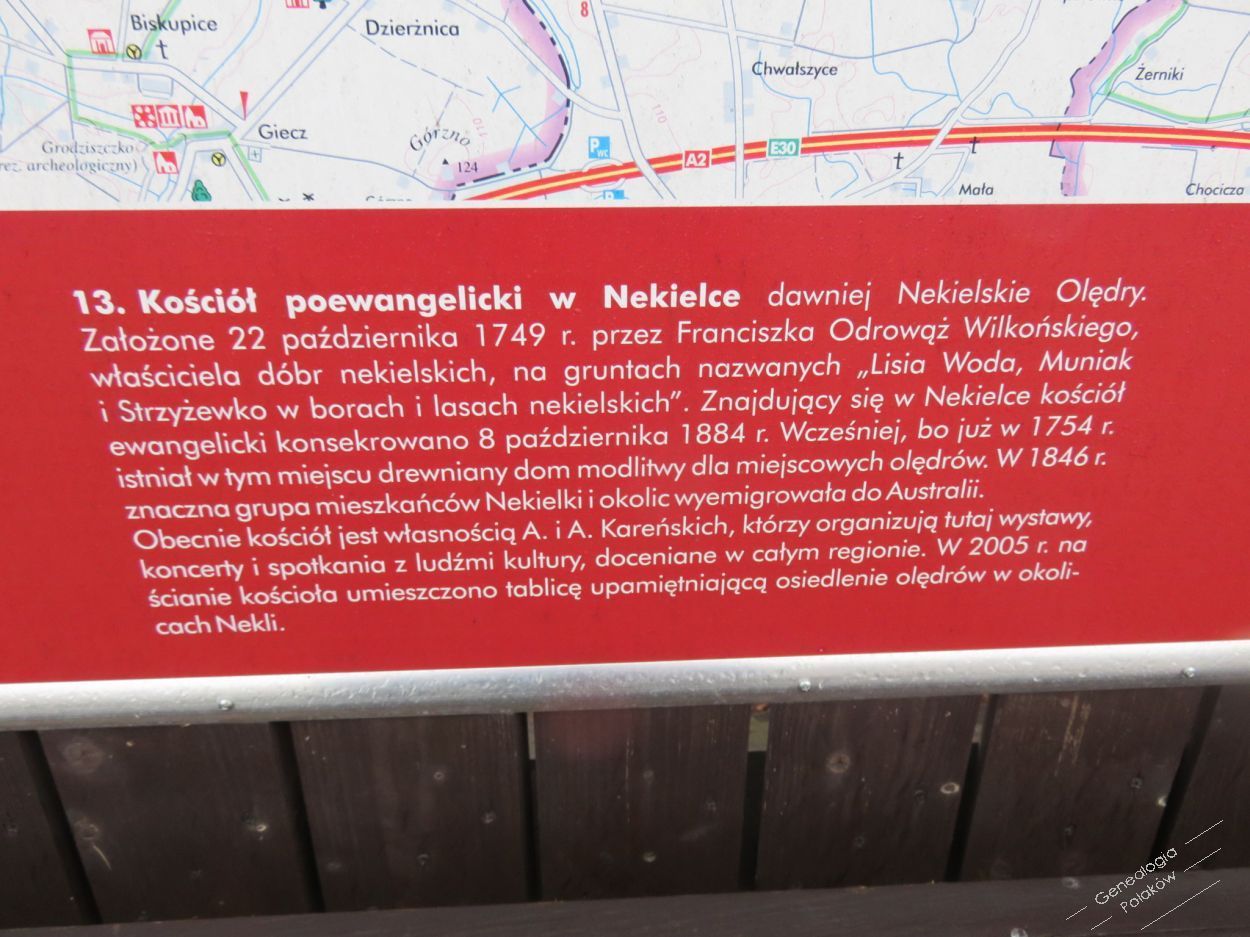 Biskupice
Dzierżnica
8
Chwałszyce
Żerniki
Giecz
Grodziszczko
rez. archeologiczny)
Górzno
110
110
124
P
WC
A2
E30
Mała
Chocicza
13. Kościół poewangelicki w Nekielce dawniej Nekielskie Olędry.
Założone 22 października 1749 r. przez Franciszka Odrowąż Wilkońskiego,
właściciela dóbr nekielskich, na gruntach nazwanych „Lisia Woda, Muniak
i Strzyżewko w borach i lasach nekielskich”. Znajdujący się w Nekielce kościół
ewangelicki konsekrowano 8 października 1884 r. Wcześniej, bo już w 1754 r.
istniał w tym miejscu drewniany dom modlitwy dla miejscowych olędrów. W 1846 r.
znaczna grupa mieszkańców Nekielki i okolic wyemigrowała do Australii.
Obecnie kościół jest własnością A. i A. Kareńskich, którzy organizują tutaj wystawy,
koncerty i spotkania z ludźmi kultury, doceniane w całym regionie. W 2005 r. na
ścianie kościoła umieszczono tablicę upamiętniającą osiedlenie olędrów w okoli-
cach Nekli.
Genealogia
Polaków